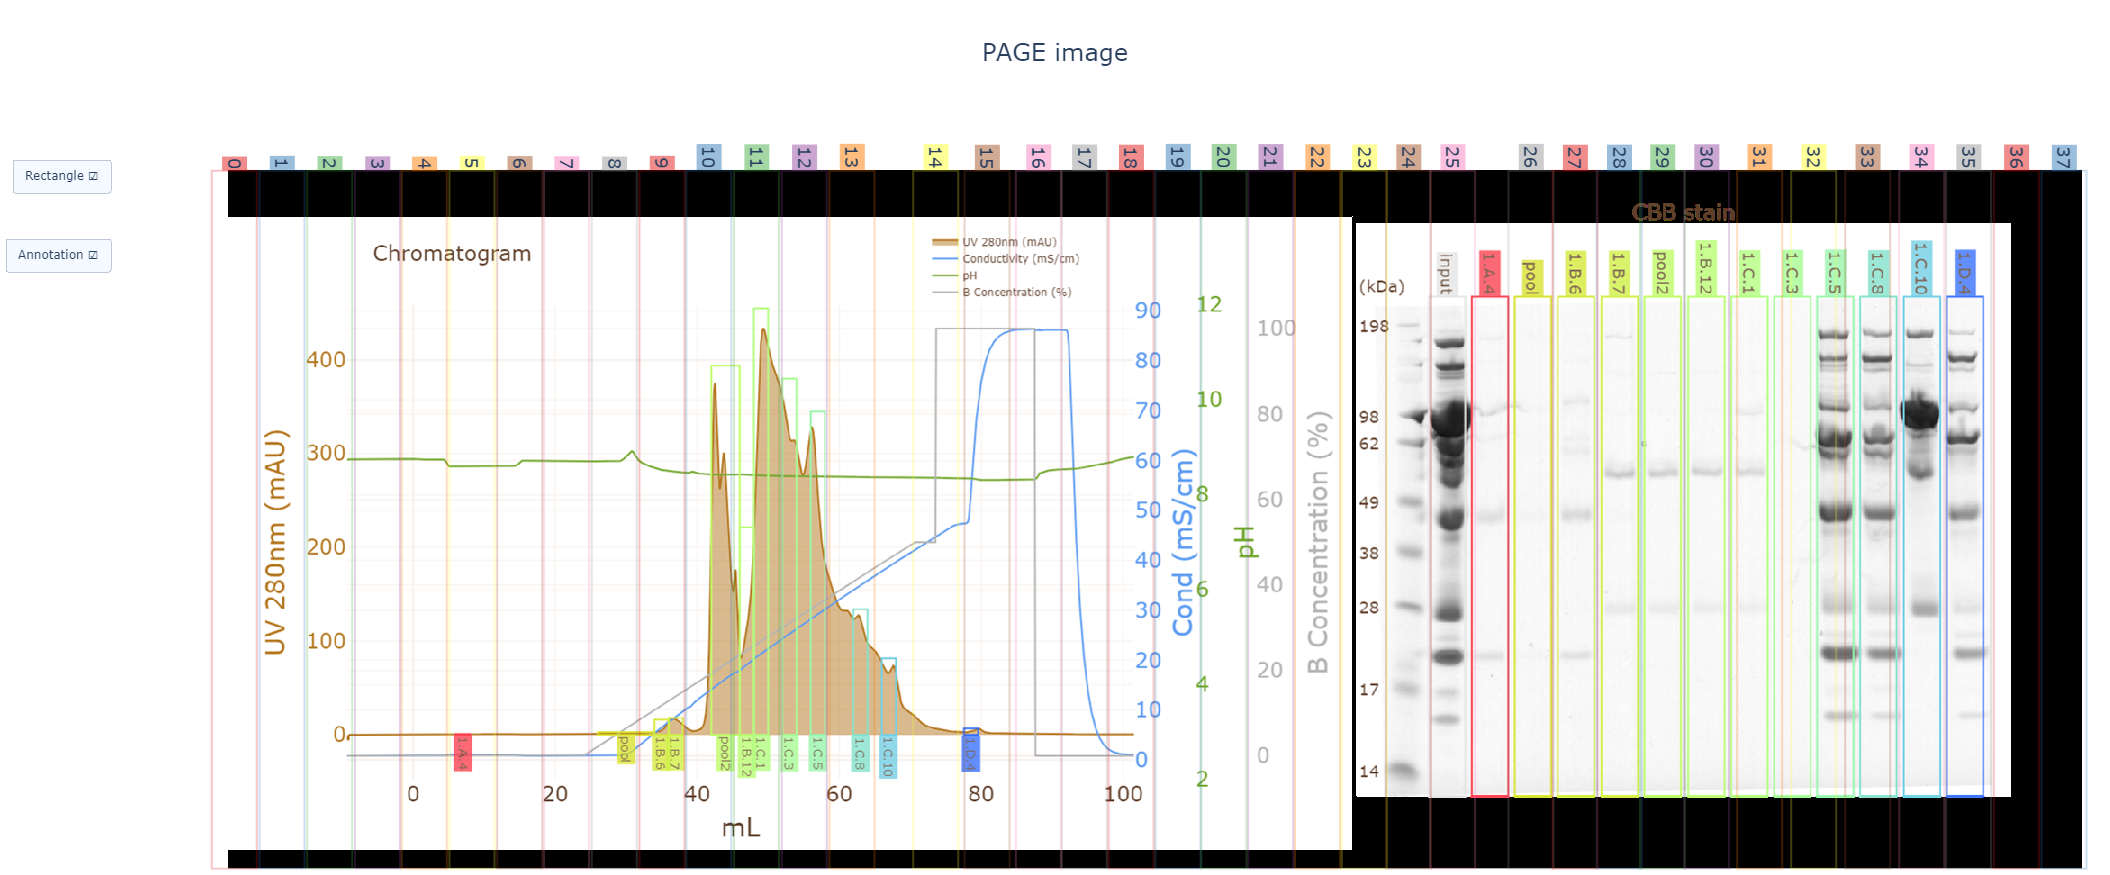 PAGE image
Rectangle ☑
Annotation ☑
0 1 2 3 4 5 6 7 8 9 10 11 12 13 14 15 16 17 18 19 20 21 22 23 24 25 26 27 28 29 30 31 32 33 34 35 36 37
Chromatogram
UV 280nm (mAU)
Conductivity (mS/cm)
pH
B Concentration (%)
UV 280nm (mAU)
400
300
200
100
0
90
80
70
60
50
40
30
20
10
0
Cond (mS/cm)
12
10
8
6
4
2
pH
100
80
60
40
20
0
B Concentration (%)
1.A.4 pool 1.B.6 1.B.7 pool2 1.B.12 1.C.1 1.C.3 1.C.5 1.C.8 1.C.10 1.D.4
0 20 40 60 80 100
mL
CBB stain
(kDa)
input 1.A.4 pool 1.B.6 1.B.7 pool2 1.B.12 1.C.1 1.C.3 1.C.5 1.C.8 1.C.10 1.D.4
198
98
62
49
38
28
17
14